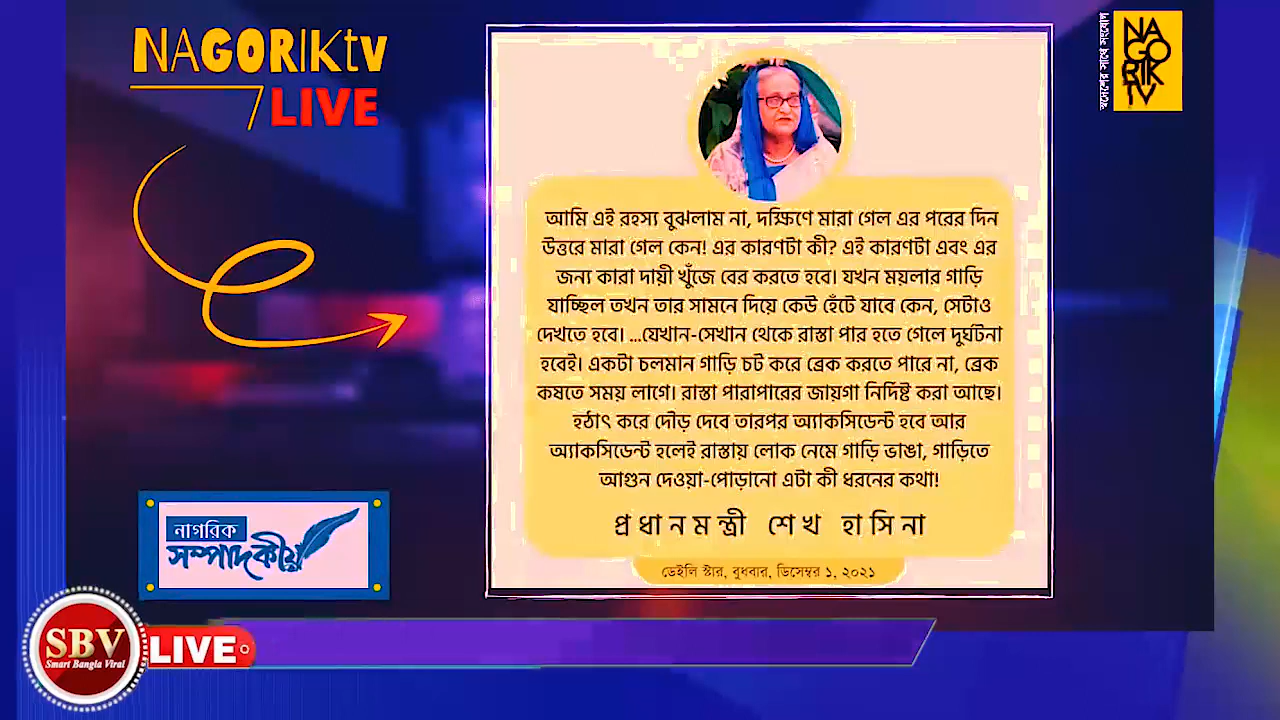 NAGORIKtv
LIVE
NAGORIK TV
আমি এই রহস্য বুঝলাম না, দক্ষিণে মারা গেল এর পরের দিন
উত্তরে মারা গেল কেন! এর কারণটা কী? এই কারণটা এবং এর
জন্য কারা দায়ী খুঁজে বের করতে হবে। যখন ময়লার গাড়ি
যাচ্ছিল তখন তার সামনে দিয়ে কেউ হেঁটে যাবে কেন, সেটাও
দেখতে হবে। ...যেখান-সেখান থেকে রাস্তা পার হতে গেলে দুর্ঘটনা
হবেই। একটা চলমান গাড়ি চট করে ব্রেক করতে পারে না, ব্রেক
কষতে সময় লাগে। রাস্তা পারাপারের জায়গা নির্দিষ্ট করা আছে।
হঠাৎ করে দৌড় দেবে তারপর অ্যাকসিডেন্ট হবে আর
অ্যাকসিডেন্ট হলেই রাস্তায় লোক নেমে গাড়ি ভাঙা, গাড়িতে
আগুন দেওয়া-পোড়ানো এটা কী ধরনের কথা!
প্রধানমন্ত্রী শেখ হাসিনা
ডেইলি স্টার, বুধবার, ডিসেম্বর ১, ২০২১
নাগরিক
সম্পাদকীয়
SBV
Smart Bangla Viral
LIVE